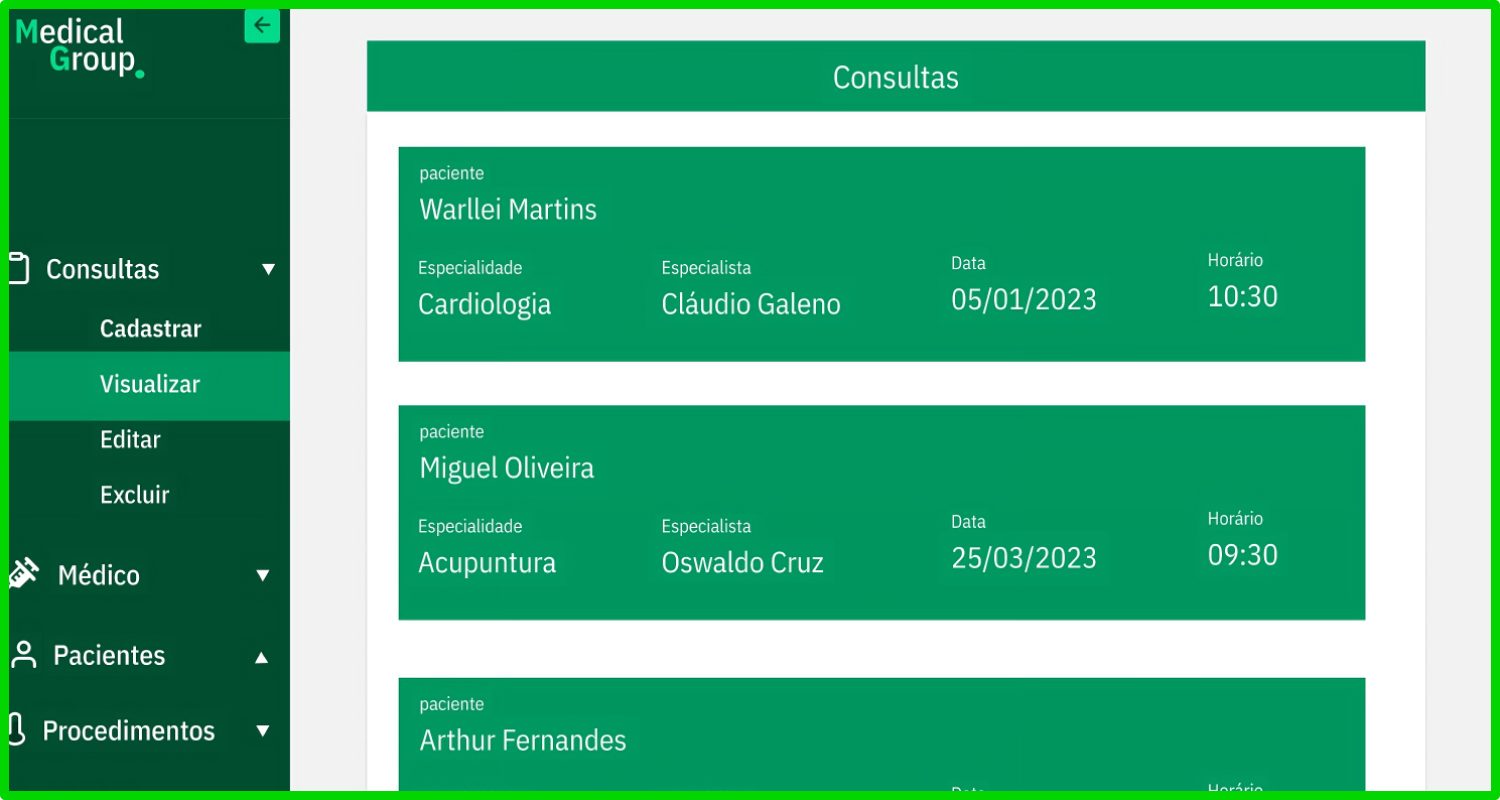 Medical
Group.
Consultas
Cadastrar
Visualizar
Editar
Excluir
Médico
Pacientes
Procedimentos
Consultas
paciente
Warllei Martins
Especialidade Especialista Data Horário
Cardiologia Cláudio Galeno 05/01/2023 10:30
paciente
Miguel Oliveira
Especialidade Especialista Data Horário
Acupuntura Oswaldo Cruz 25/03/2023 09:30
paciente
Arthur Fernandes
Data Horário